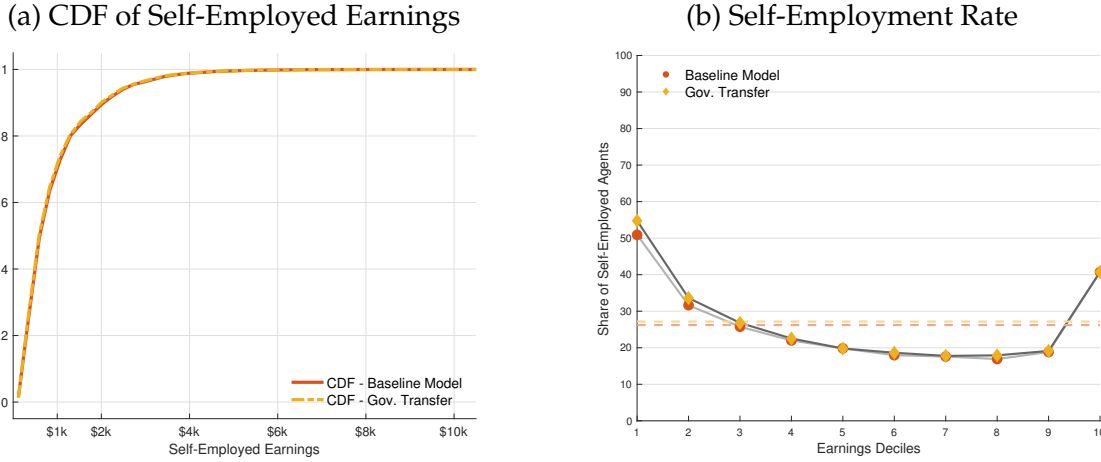 (a) CDF of Self-Employed Earnings
1
8
6
4
2
0
$1k $2k $4k $6k $8k $10k
Self-Employed Earnings
CDF - Baseline Model
CDF - Gov. Transfer
(b) Self-Employment Rate
100
90
80
70
60
50
40
30
20
10
0
Share of Self-Employed Agents
1 2 3 4 5 6 7 8 9 10
Earnings Deciles
Baseline Model
Gov. Transfer